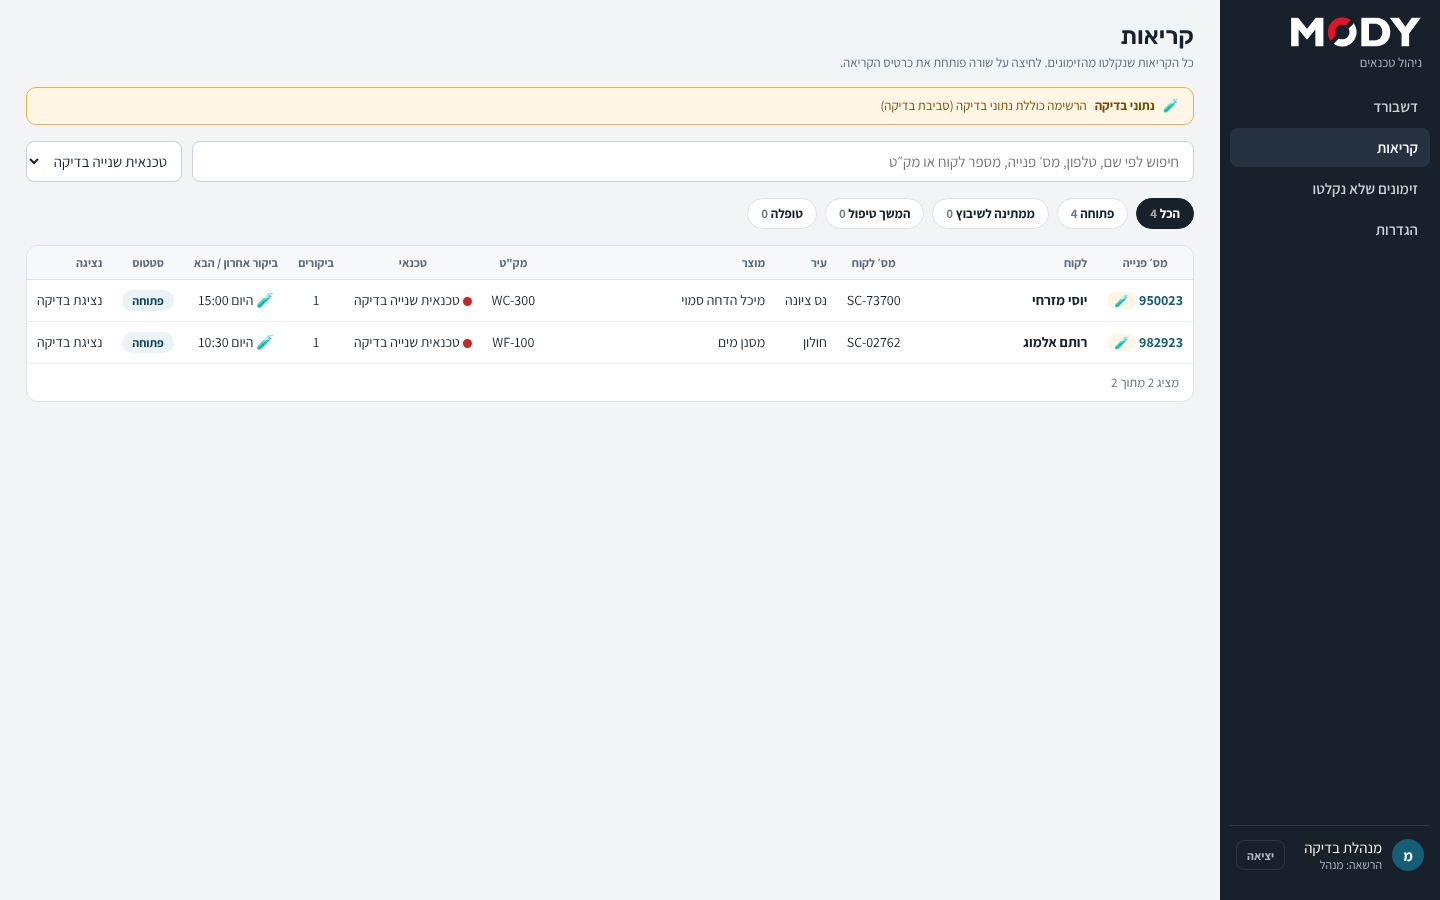 MODY
ניהול טכנאים
דשבורד
קריאות
זימונים שלא נקלטו
הגדרות
מ
מנהלת בדיקה
הרשאה: מנהל
יציאה
קריאות
כל הקריאות שנקלטו מהזימונים. לחיצה על שורה פותחת את כרטיס הקריאה.
נתוני בדיקה הרשימה כוללת נתוני בדיקה (סביבת בדיקה)
חיפוש לפי שם, טלפון, מס׳ פנייה, מספר לקוח או מק״ט
טכנאית שנייה בדיקה
הכל 4 פתוחה 4 ממתינה לשיבוץ 0 המשך טיפול 0 טופלה 0
מס׳ פנייה לקוח מס׳ לקוח עיר מוצר מק"ט טכנאי ביקורים ביקור אחרון / הבא סטטוס נציגה
950023 יוסי מזרחי SC-73700 נס ציונה מיכל הדחה סמוי WC-300 טכנאית שנייה בדיקה 1 היום 15:00 פתוחה נציגת בדיקה
982923 רותם אלמוג SC-02762 חולון מסנן מים WF-100 טכנאית שנייה בדיקה 1 היום 10:30 פתוחה נציגת בדיקה
מציג 2 מתוך 2